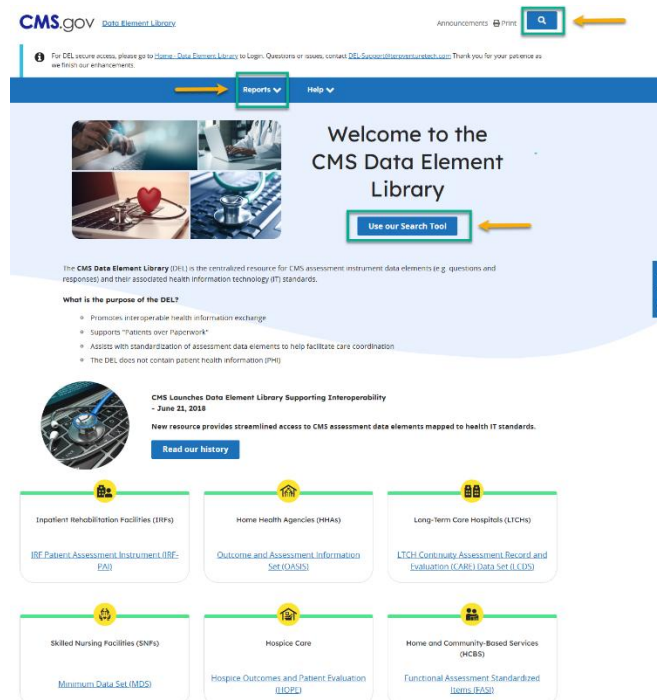 CMS.gov Data Element Library
Announcements Print
For DEL secure access, please go to Home - Data Element Library to Login. Questions or issues, contact DEL-Support@teroventuretech.com Thank you for your patience as
we finish our enhancements.
Reports Help
Welcome to the
CMS Data Element
Library
Use our Search Tool
The CMS Data Element Library (DEL) is the centralized resource for CMS assessment instrument data elements (e.g. questions and
responses) and their associated health information technology (IT) standards.
What is the purpose of the DEL?
Promotes interoperable health information exchange
Supports "Patients over Paperwork"
Assists with standardization of assessment data elements to help facilitate care coordination
The DEL does not contain patient health information (PHI)
CMS Launches Data Element Library Supporting Interoperability
- June 21, 2018
New resource provides streamlined access to CMS assessment data elements mapped to health IT standards.
Read our history
Inpatient Rehabilitation Facilities (IRFs)
IRF Patient Assessment Instrument (IRF-
PAI)
Home Health Agencies (HHAs)
Outcome and Assessment Information
Set (OASIS)
Long-Term Care Hospitals (LTCHs)
LTCH Continuity Assessment Record and
Evaluation (CARE) Data Set (LCDS)
Skilled Nursing Facilities (SNFs)
Minimum Data Set (MDS)
Hospice Care
Hospice Outcomes and Patient Evaluation
(HOPE)
Home and Community-Based Services
(HCBS)
Functional Assessment Standardized
Items (FASI)